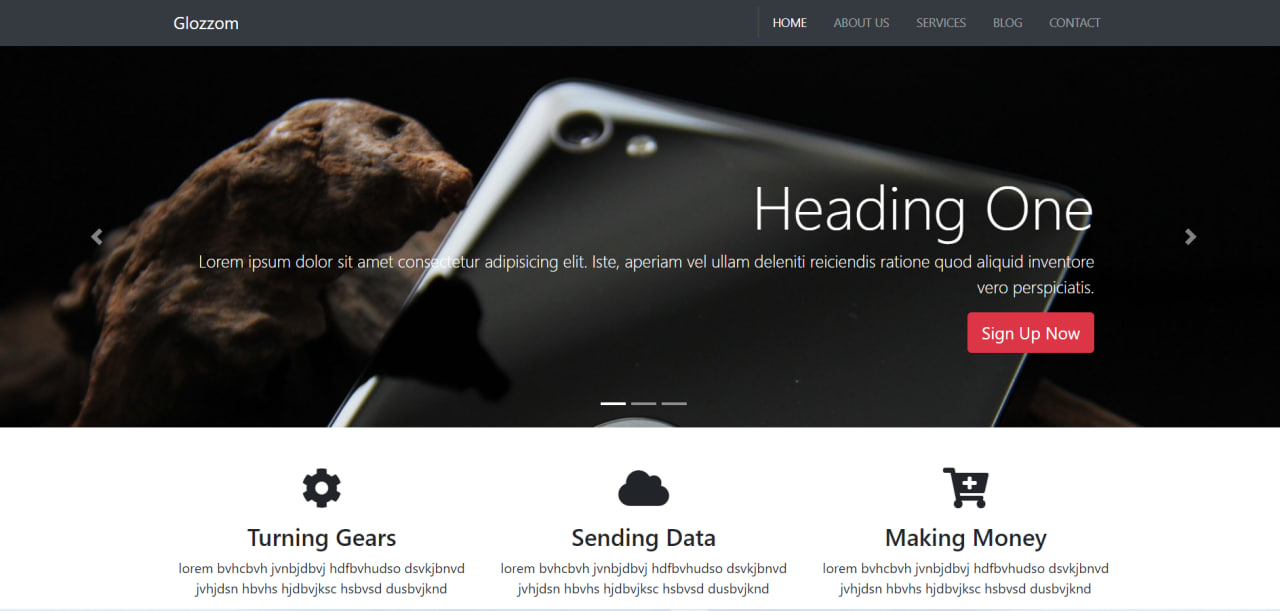 Glozzom
HOME ABOUT US SERVICES BLOG CONTACT
Heading One
Lorem ipsum dolor sit amet consectetur adipisicing elit. Iste, aperiam vel ullam deleniti reiciendis ratione quod aliquid inventore
vero perspiciatis.
Sign Up Now
Turning Gears
lorem bvhcbvh jvnbjdbvj hdfbvhudso dsvkjbnvd
jvhjdsn hbvhs hjdbvjksc hsbvsd dusbvjknd
Sending Data
lorem bvhcbvh jvnbjdbvj hdfbvhudso dsvkjbnvd
jvhjdsn hbvhs hjdbvjksc hsbvsd dusbvjknd
Making Money
lorem bvhcbvh jvnbjdbvj hdfbvhudso dsvkjbnvd
jvhjdsn hbvhs hjdbvjksc hsbvsd dusbvjknd